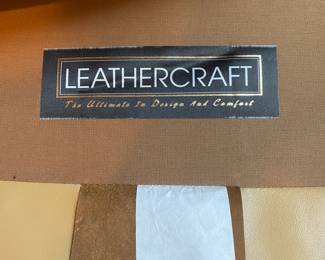 LEATHERCRAFT
The Ultimate In Design And Comfort